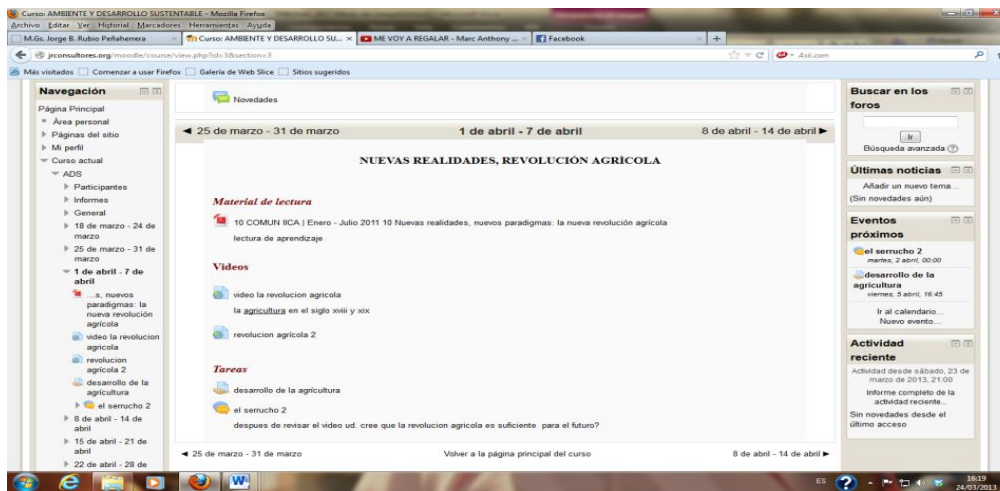 Curso: AMBIENTE Y DESARROLLO SUSTENTABLE - Mozilla Firefox
Archivo Editar Ver Historial Marcadores Herramientas Ayuda
M.Gs. Jorge B. Rubio Peñaherrera
Curso: AMBIENTE Y DESARROLLO SU...
ME VOY A REGALAR - Marc Anthony ...
Facebook
jrconsultores.org/moodle/course/view.php?id=3&section=3
Ask.com
Más visitados Comenzar a usar Firefox Galería de Web Slice Sitios sugeridos
Navegación
Página Principal
Área personal
Páginas del sitio
Mi perfil
Curso actual
ADS
Participantes
Informes
General
18 de marzo - 24 de
marzo
25 de marzo - 31 de
marzo
1 de abril - 7 de
abril
...s, nuevos
paradigmas: la
nueva revolución
agrícola
video la revolucion
agricola
revolucion
agrícola 2
desarrollo de la
agrícultura
el serrucho 2
8 de abril - 14 de
abril
15 de abril - 21 de
abril
22 de abril - 28 de
Novedades
◄ 25 de marzo - 31 de marzo 1 de abril - 7 de abril 8 de abril - 14 de abril ►
NUEVAS REALIDADES, REVOLUCIÓN AGRÌCOLA
Material de lectura
10 COMUN IICA | Enero - Julio 2011 10 Nuevas realidades, nuevos paradigmas: la nueva revolución agrícola
lectura de aprendizaje
Videos
video la revolucion agricola
la agricultura en el siglo xviii y xix
revolucion agrícola 2
Tareas
desarrollo de la agrícultura
el serrucho 2
despues de revisar el video ud. cree que la revolucion agricola es suficiente para el futuro?
◄ 25 de marzo - 31 de marzo Volver a la página principal del curso 8 de abril - 14 de abril ►
Buscar en los
foros
Ir
Búsqueda avanzada
Últimas noticias
Añadir un nuevo tema...
(Sin novedades aún)
Eventos
próximos
el serrucho 2
martes, 2 abril, 00:00
desarrollo de la
agrícultura
viernes, 5 abril, 16:45
Ir al calendario...
Nuevo evento...
Actividad
reciente
Actividad desde sábado, 23 de
marzo de 2013, 21:00
Informe completo de la
actividad reciente...
Sin novedades desde el
último acceso
ES
16:19
24/03/2013